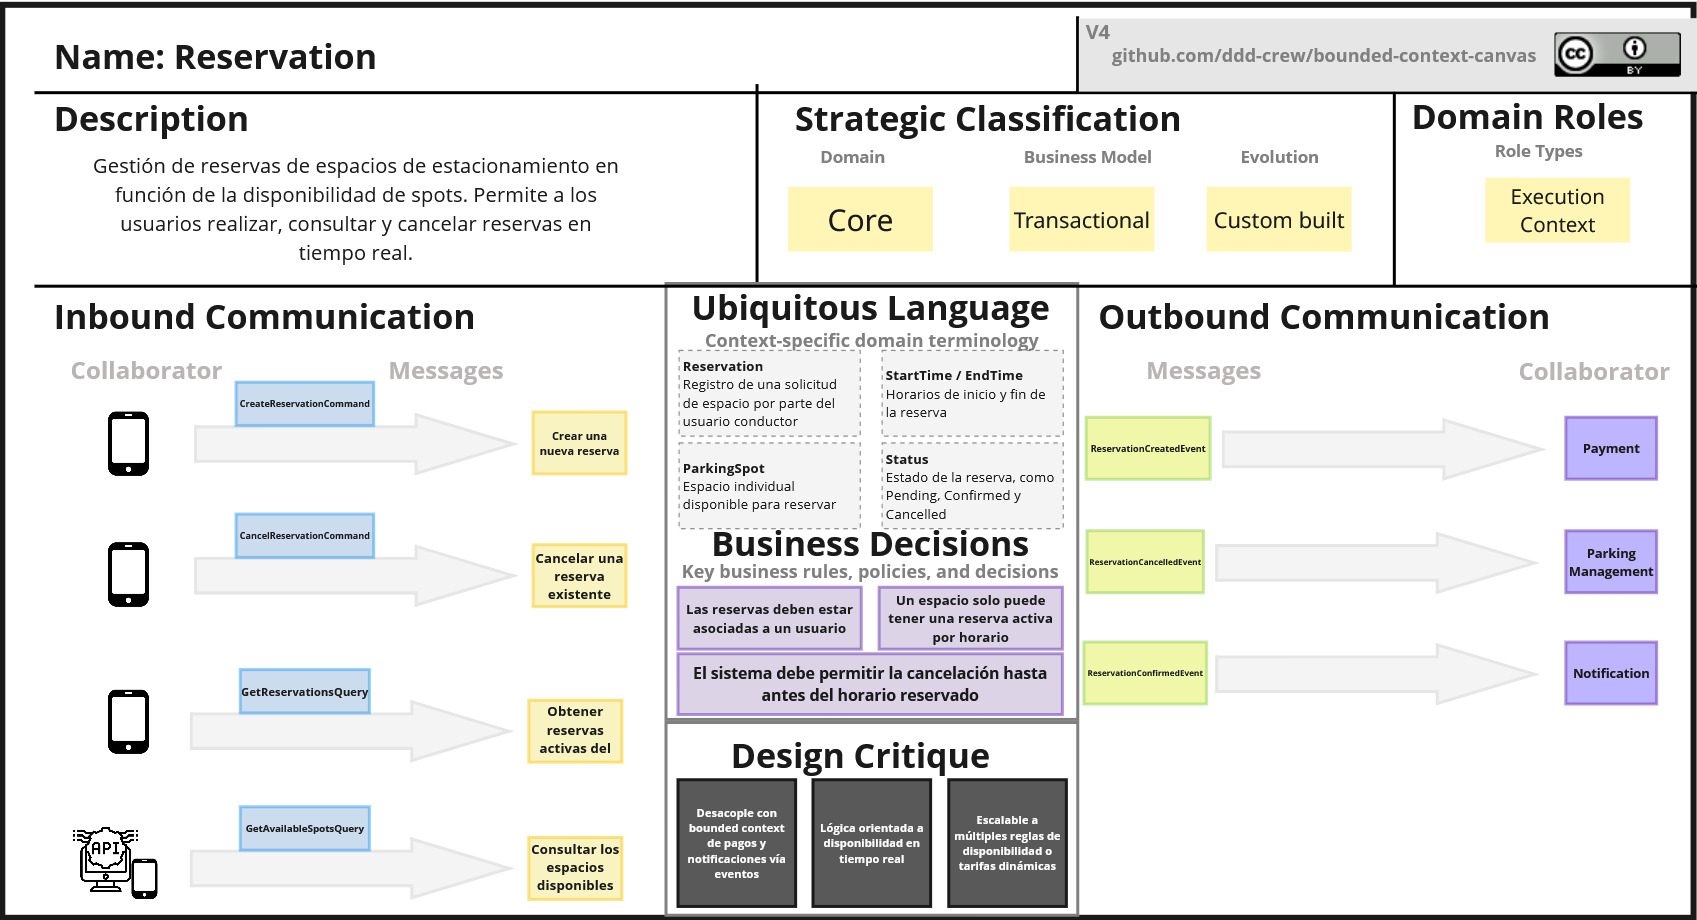 Name: Reservation
V4
github.com/ddd-crew/bounded-context-canvas
cc
BY
Description
Gestión de reservas de espacios de estacionamiento en
función de la disponibilidad de spots. Permite a los
usuarios realizar, consultar y cancelar reservas en
tiempo real.
Strategic Classification
Domain
Business Model
Evolution
Core
Transactional
Custom built
Domain Roles
Role Types
Execution
Context
Inbound Communication
Collaborator
Messages
CreateReservationCommand
Crear una
nueva reserva
CancelReservationCommand
Cancelar una
reserva
existente
GetReservationsQuery
Obtener
reservas
activas del
API
GetAvailableSpotsQuery
Consultar los
espacios
disponibles
Ubiquitous Language
Context-specific domain terminology
Reservation
Registro de una solicitud
de espacio por parte del
usuario conductor
StartTime / EndTime
Horarios de inicio y fin de
la reserva
ParkingSpot
Espacio individual
disponible para reservar
Status
Estado de la reserva, como
Pending, Confirmed y
Cancelled
Business Decisions
Key business rules, policies, and decisions
Las reservas deben estar
asociadas a un usuario
Un espacio solo puede
tener una reserva activa
por horario
El sistema debe permitir la cancelación hasta
antes del horario reservado
Design Critique
Desacople con
bounded context
de pagos y
notificaciones vía
eventos
Lógica orientada a
disponibilidad en
tiempo real
Escalable a
múltiples reglas de
disponibilidad o
tarifas dinámicas
Outbound Communication
Messages
Collaborator
ReservationCreatedEvent
Payment
ReservationCancelledEvent
Parking
Management
ReservationConfirmedEvent
Notification